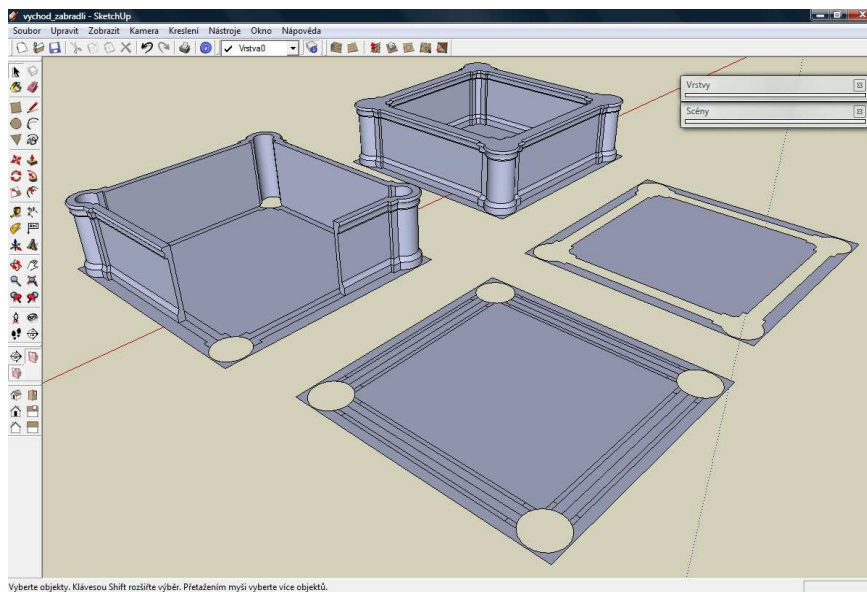 vychod_zabradli - SketchUp
Soubor Upravit Zobrazit Kamera Kreslení Nástroje Okno Nápověda
Vrstva0
Vrstvy
Scény
Vyberte objekty. Klávesou Shift rozšiřte výběr. Přetažením myši vyberte více objektů.